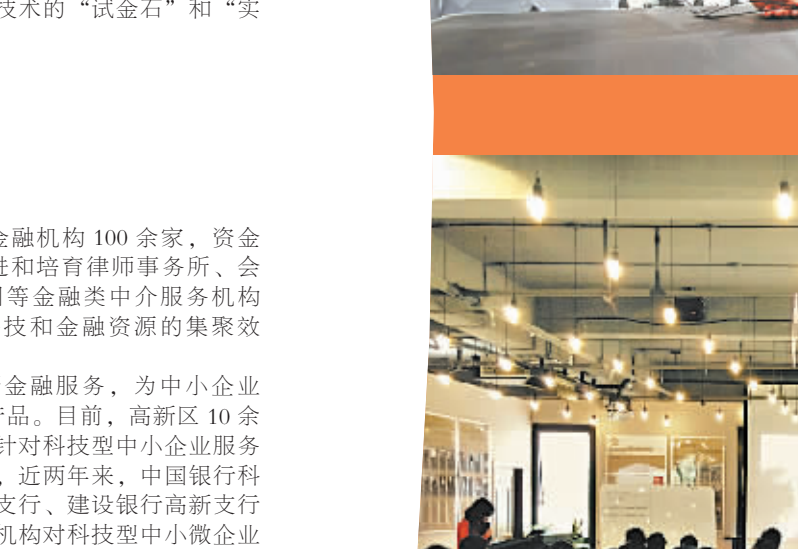 技术的“试金石”和“实
金融机构 100 余家，资金
进和培育律师事务所、会
等金融类中介服务机构
技和金融资源的集聚效
金融服务，为中小企业
产品。目前，高新区 10 余
针对科技型中小企业服务
，近两年来，中国银行科
支行、建设银行高新支行
机构对科技型中小微企业